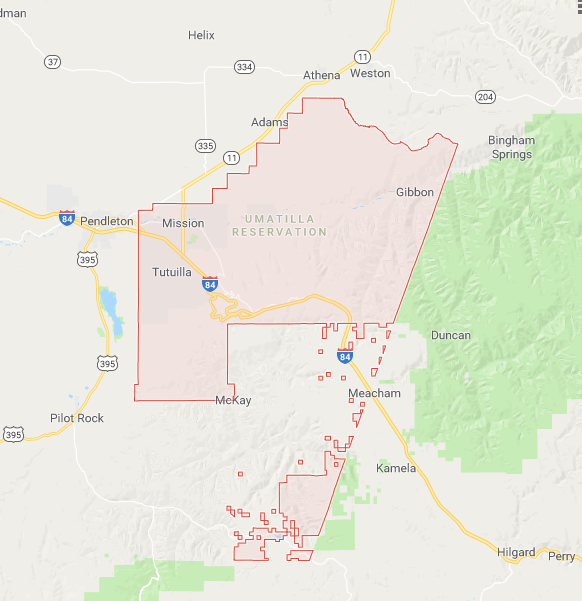 dman
Helix
37
334
11
Athena
Weston
204
Adams
335
11
Bingham
Springs
Gibbon
84
Pendleton
Mission
UMATILLA
RESERVATION
395
Tutuilla
84
Duncan
84
395
Meacham
McKay
Pilot Rock
395
Kamela
Hilgard
Perry